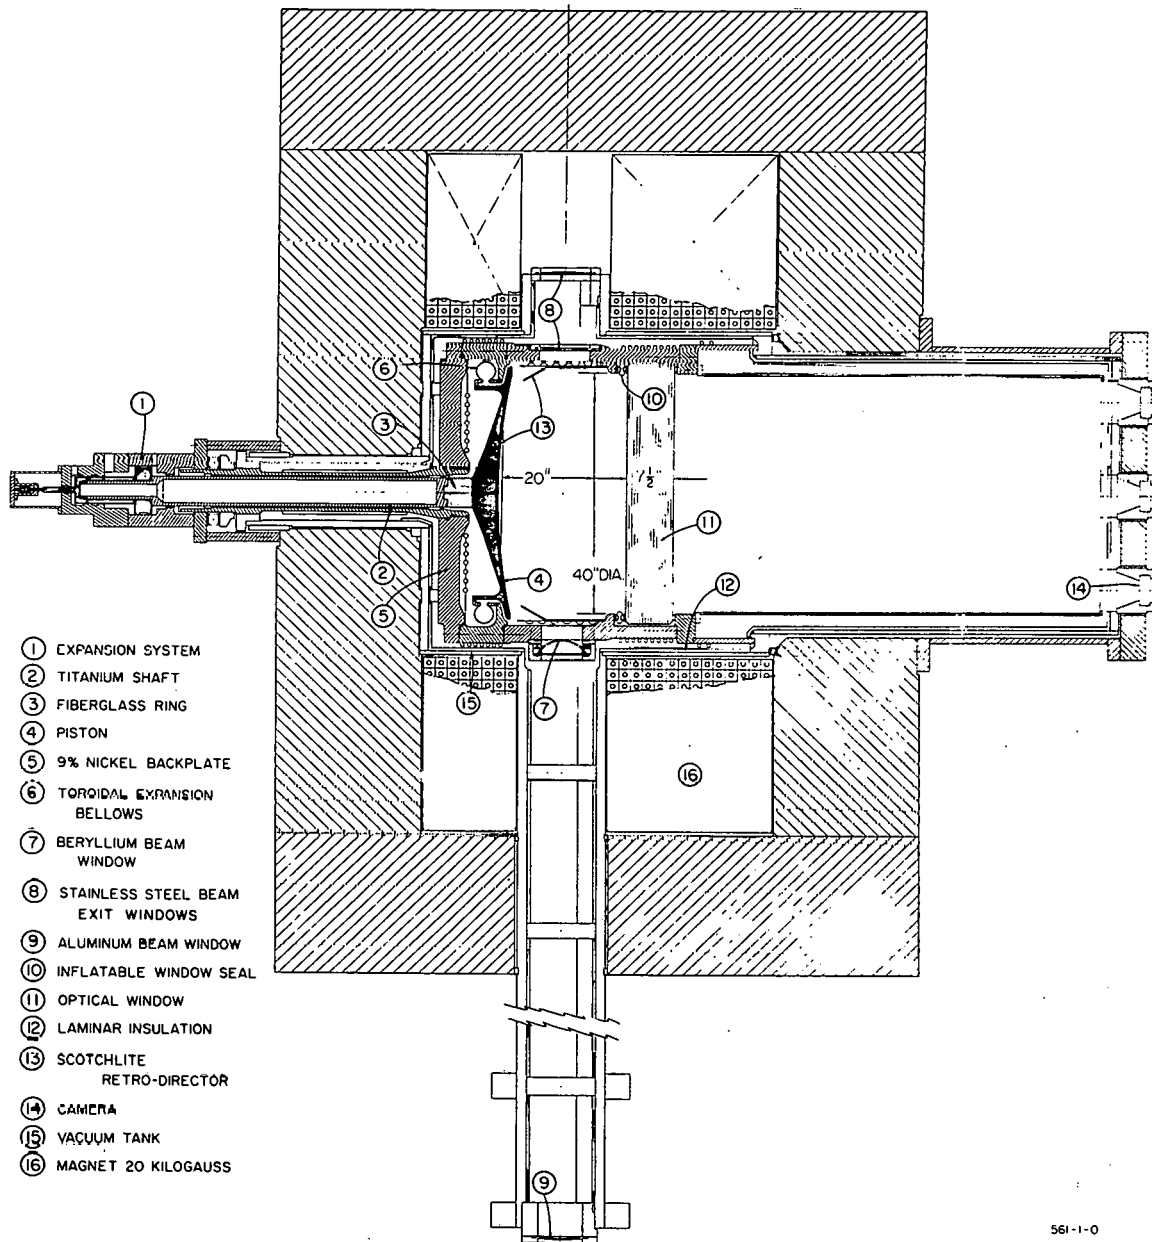 8
6
10
1
3
13
20"
7 1/2
11
2
4
40" DIA.
12
14
5
15
7
16
9
1 EXPANSION SYSTEM
2 TITANIUM SHAFT
3 FIBERGLASS RING
4 PISTON
5 9% NICKEL BACKPLATE
6 TOROIDAL EXPANSION
BELLOWS
7 BERYLLIUM BEAM
WINDOW
8 STAINLESS STEEL BEAM
EXIT WINDOWS
9 ALUMINUM BEAM WINDOW
10 INFLATABLE WINDOW SEAL
11 OPTICAL WINDOW
12 LAMINAR INSULATION
13 SCOTCHLITE
RETRO-DIRECTOR
14 CAMERA
15 VACUUM TANK
16 MAGNET 20 KILOGAUSS
561-1-0